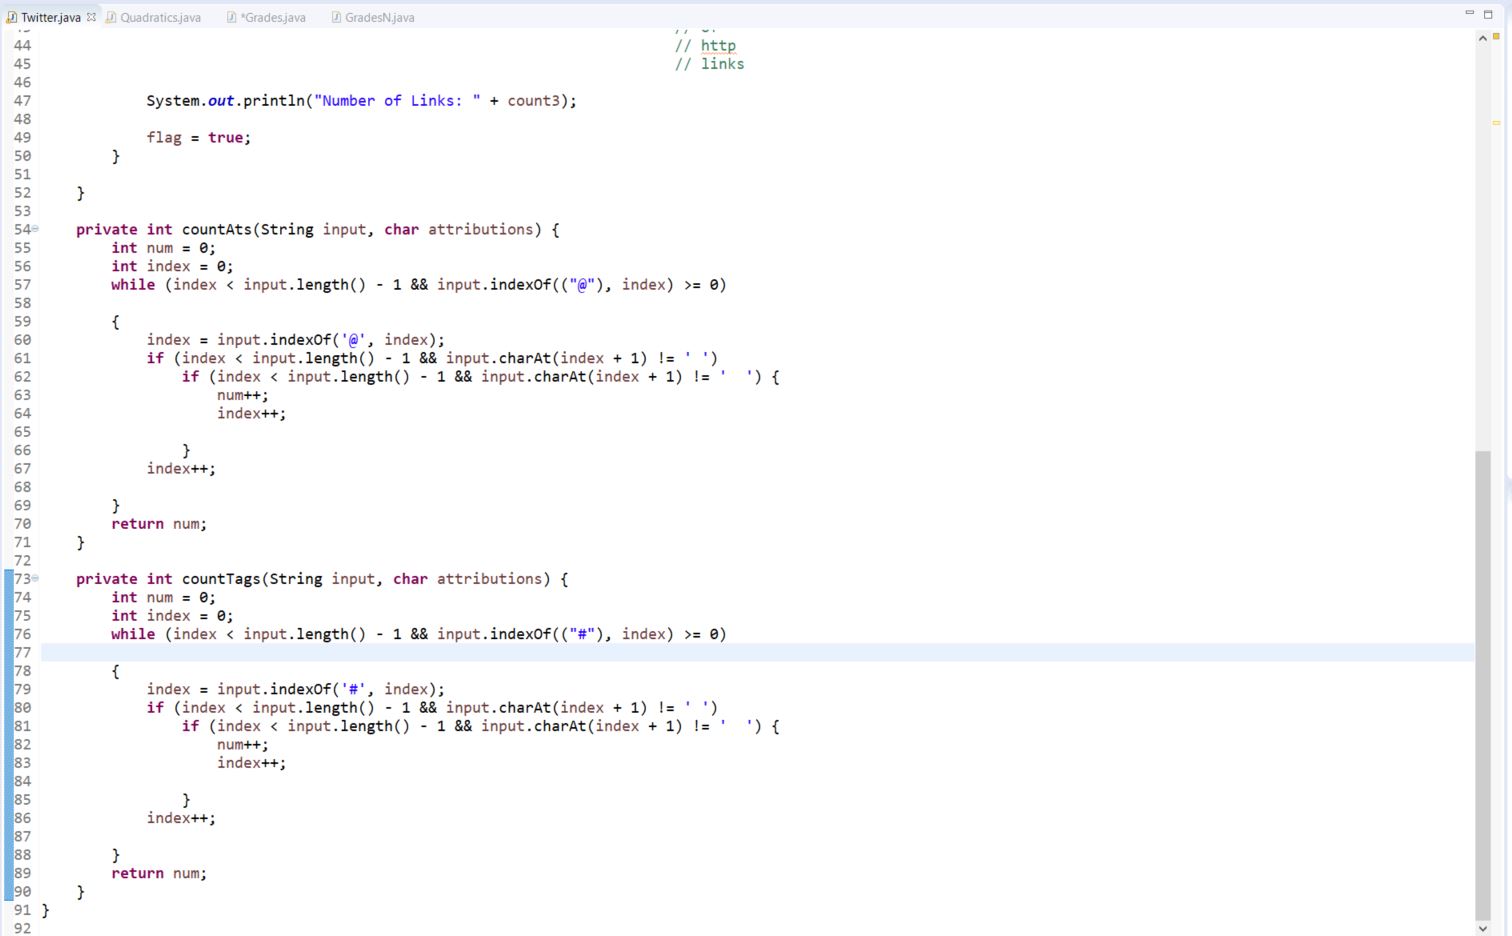 Twitter.java Quadratics.java *Grades.java GradesN.java
44 // http
45 // links
46
47 System.out.println("Number of Links: " + count3);
48
49 flag = true;
50 }
51
52 }
53
54 private int countAts(String input, char attributions) {
55 int num = 0;
56 int index = 0;
57 while (index < input.length() - 1 && input.indexOf(("@"), index) >= 0)
58
59 {
60 index = input.indexOf('@', index);
61 if (index < input.length() - 1 && input.charAt(index + 1) != ' ')
62 if (index < input.length() - 1 && input.charAt(index + 1) != '	') {
63 num++;
64 index++;
65
66 }
67 index++;
68
69 }
70 return num;
71 }
72
73 private int countTags(String input, char attributions) {
74 int num = 0;
75 int index = 0;
76 while (index < input.length() - 1 && input.indexOf(("#"), index) >= 0)
77
78 {
79 index = input.indexOf('#', index);
80 if (index < input.length() - 1 && input.charAt(index + 1) != ' ')
81 if (index < input.length() - 1 && input.charAt(index + 1) != '	') {
82 num++;
83 index++;
84
85 }
86 index++;
87
88 }
89 return num;
90 }
91 }
92